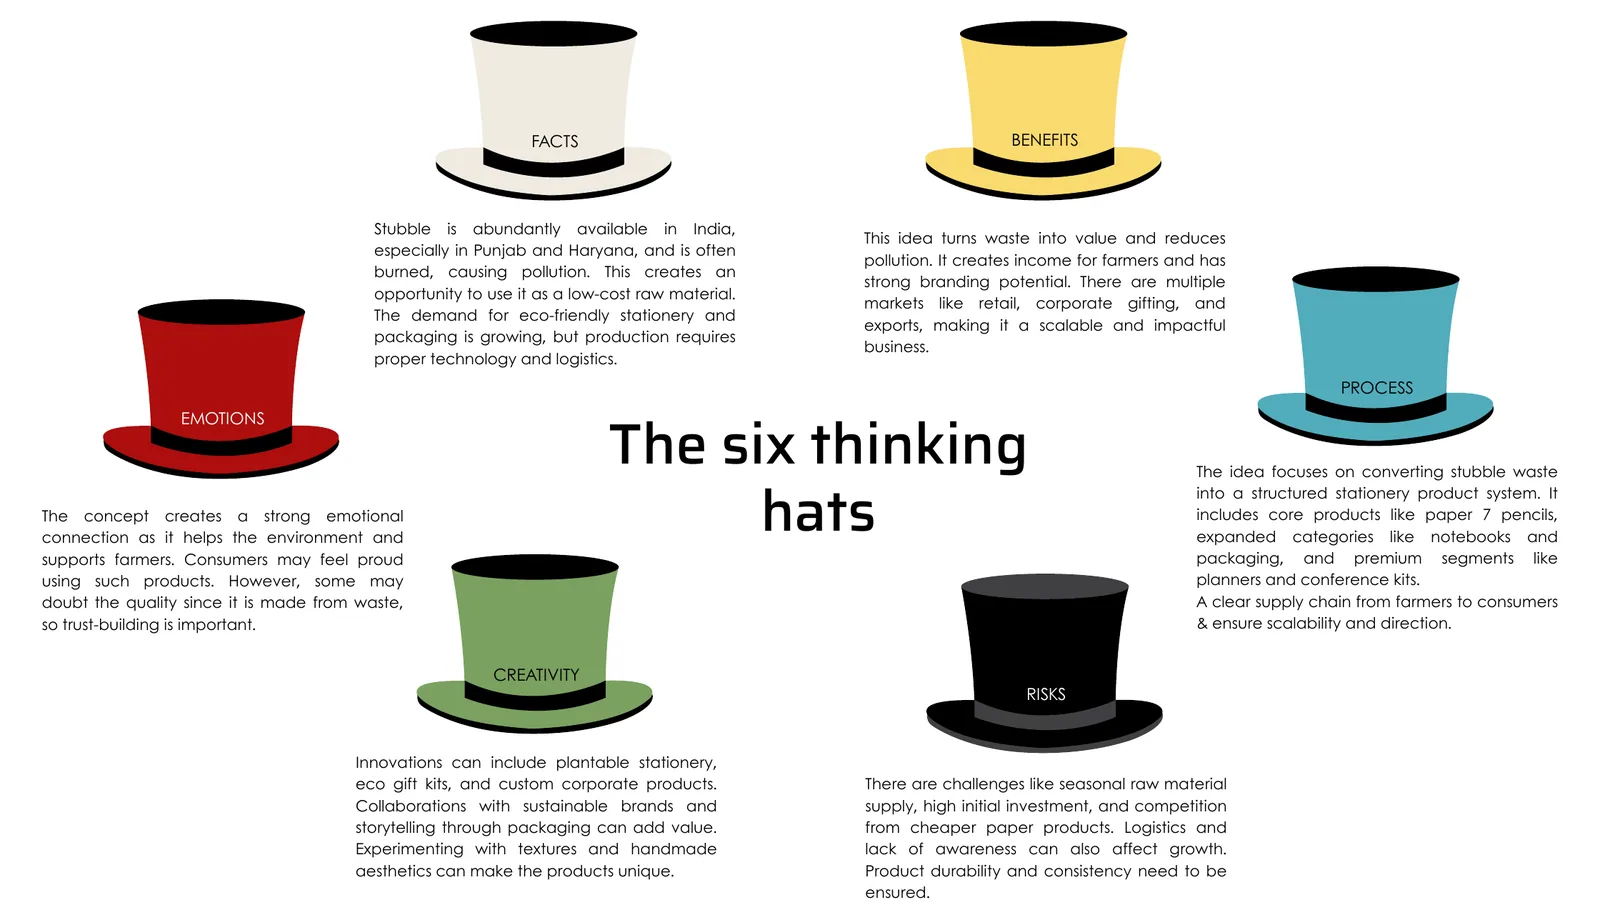 FACTS
Stubble is abundantly available in India,
especially in Punjab and Haryana, and is often
burned, causing pollution. This creates an
opportunity to use it as a low-cost raw material.
The demand for eco-friendly stationery and
packaging is growing, but production requires
proper technology and logistics.
BENEFITS
This idea turns waste into value and reduces
pollution. It creates income for farmers and has
strong branding potential. There are multiple
markets like retail, corporate gifting, and
exports, making it a scalable and impactful
business.
EMOTIONS
The concept creates a strong emotional
connection as it helps the environment and
supports farmers. Consumers may feel proud
using such products. However, some may
doubt the quality since it is made from waste,
so trust-building is important.
The six thinking
hats
PROCESS
The idea focuses on converting stubble waste
into a structured stationery product system. It
includes core products like paper 7 pencils,
expanded categories like notebooks and
packaging, and premium segments like
planners and conference kits.
A clear supply chain from farmers to consumers
& ensure scalability and direction.
CREATIVITY
Innovations can include plantable stationery,
eco gift kits, and custom corporate products.
Collaborations with sustainable brands and
storytelling through packaging can add value.
Experimenting with textures and handmade
aesthetics can make the products unique.
RISKS
There are challenges like seasonal raw material
supply, high initial investment, and competition
from cheaper paper products. Logistics and
lack of awareness can also affect growth.
Product durability and consistency need to be
ensured.